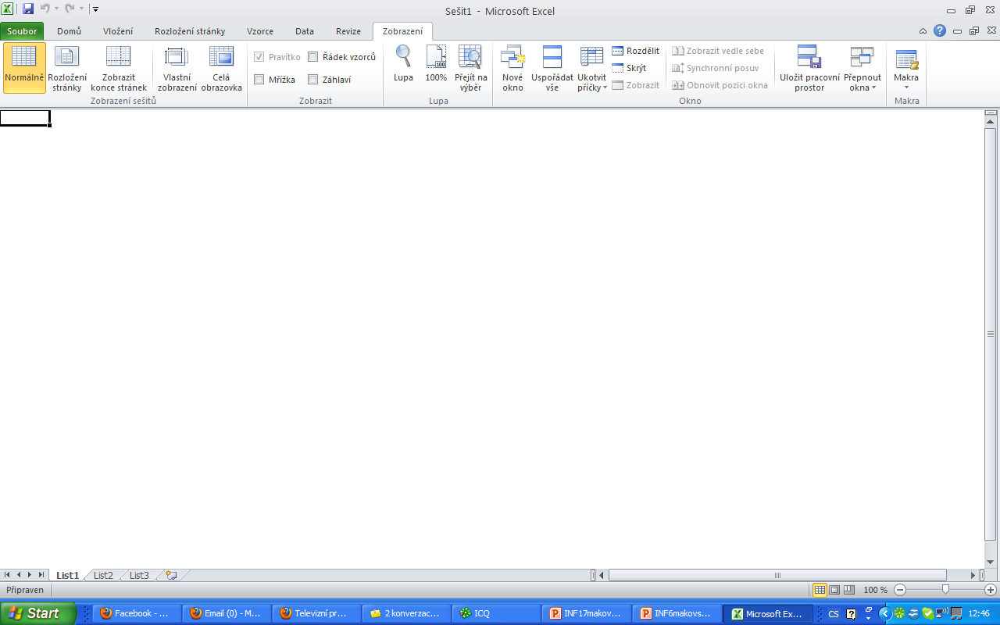 Sešit1 - Microsoft Excel
Soubor Domů Vložení Rozložení stránky Vzorce Data Revize Zobrazení
Normálně
Rozložení
stránky
Zobrazit
konce stránek
Vlastní
zobrazení
Celá
obrazovka
Zobrazení sešitů
Pravítko
Řádek vzorců
Mřížka
Záhlaví
Zobrazit
Lupa
100
100%
Přejít na
výběr
Lupa
Nové
okno
Uspořádat
vše
Ukotvit
příčky
Rozdělit
Skrýt
Zobrazit
Zobrazit vedle sebe
Synchronní posuv
Obnovit pozici okna
Uložit pracovní
prostor
Přepnout
okna
Okno
Makra
Makra
List1 List2 List3
Připraven
100 %
Start
Facebook - ...
Email (0) - M...
Televizní pr...
2 konverzac...
ICQ
INF17makov...
INF6makovs...
Microsoft Ex...
CS
12:46